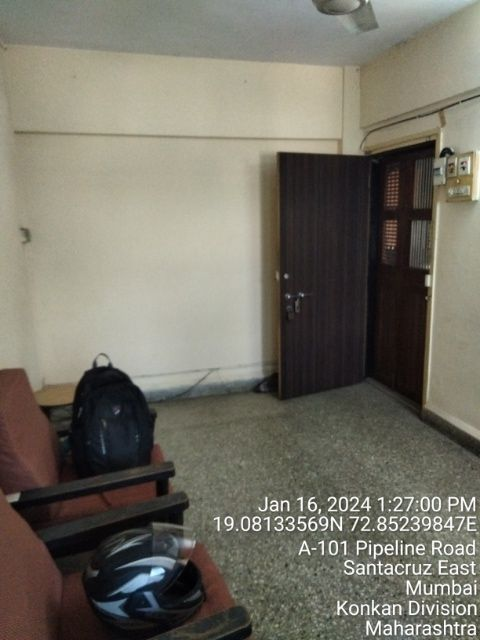 Jan 16, 2024 1:27:00 PM
19.08133569N 72.85239847E
A-101 Pipeline Road
Santacruz East
Mumbai
Konkan Division
Maharashtra